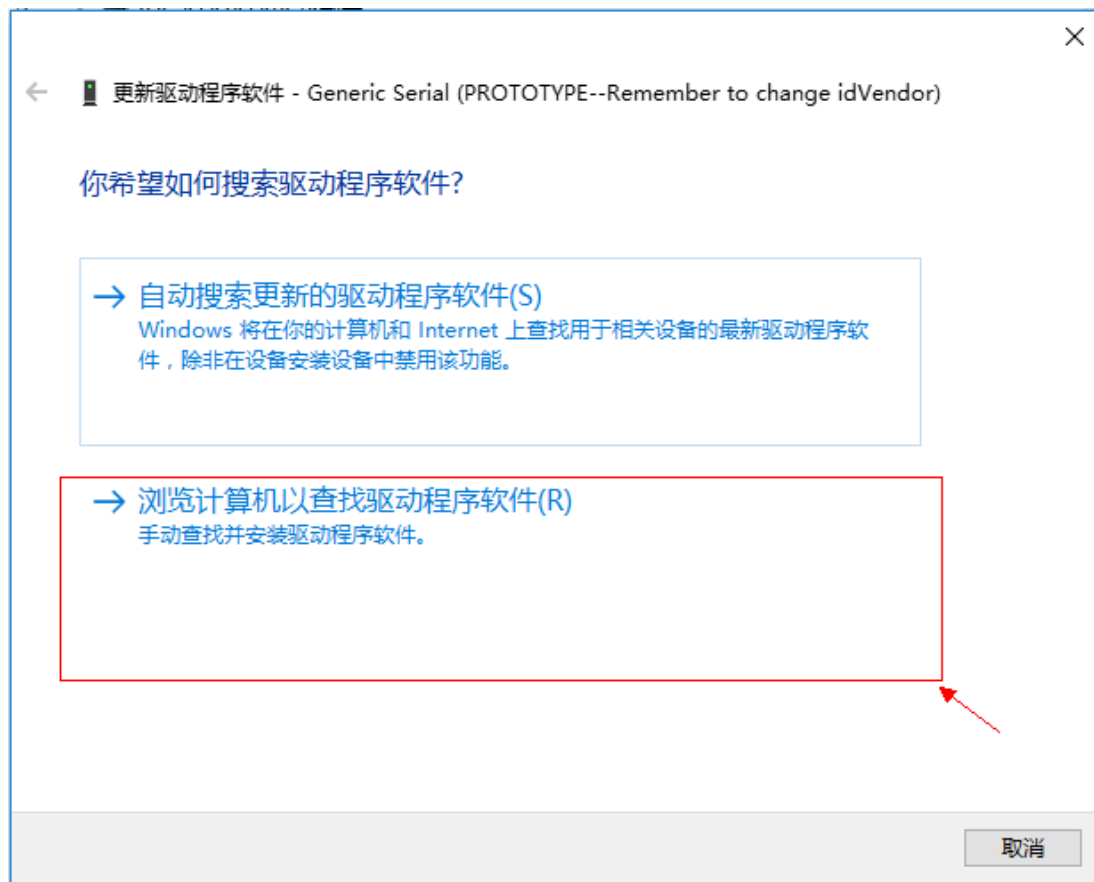 更新驱动程序软件 - Generic Serial (PROTOTYPE--Remember to change idVendor)
你希望如何搜索驱动程序软件?
自动搜索更新的驱动程序软件(S)
Windows 将在你的计算机和 Internet 上查找用于相关设备的最新驱动程序软
件，除非在设备安装设备中禁用该功能。
浏览计算机以查找驱动程序软件(R)
手动查找并安装驱动程序软件。
取消